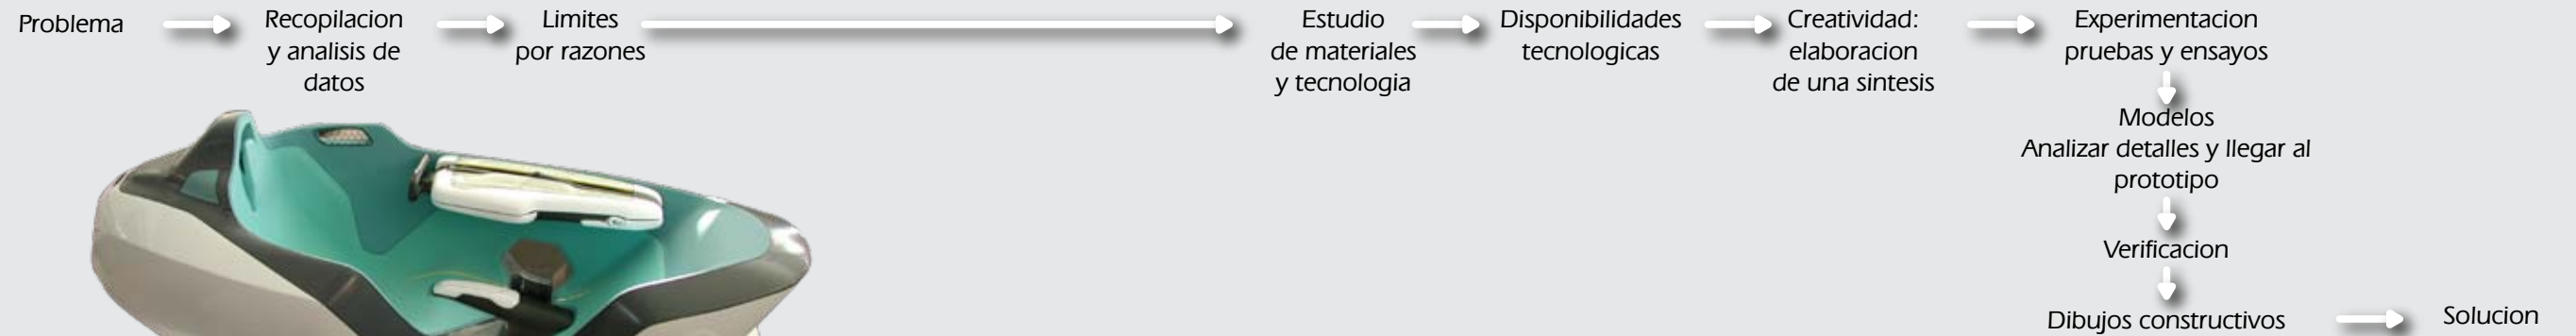 Problema
Recopilacion
y analisis de
datos
Limites
por razones
Estudio
de materiales
y tecnologia
Disponibilidades
tecnologicas
Creatividad:
elaboracion
de una sintesis
Experimentacion
pruebas y ensayos
Modelos
Analizar detalles y llegar al
prototipo
Verificacion
Dibujos constructivos
Solucion